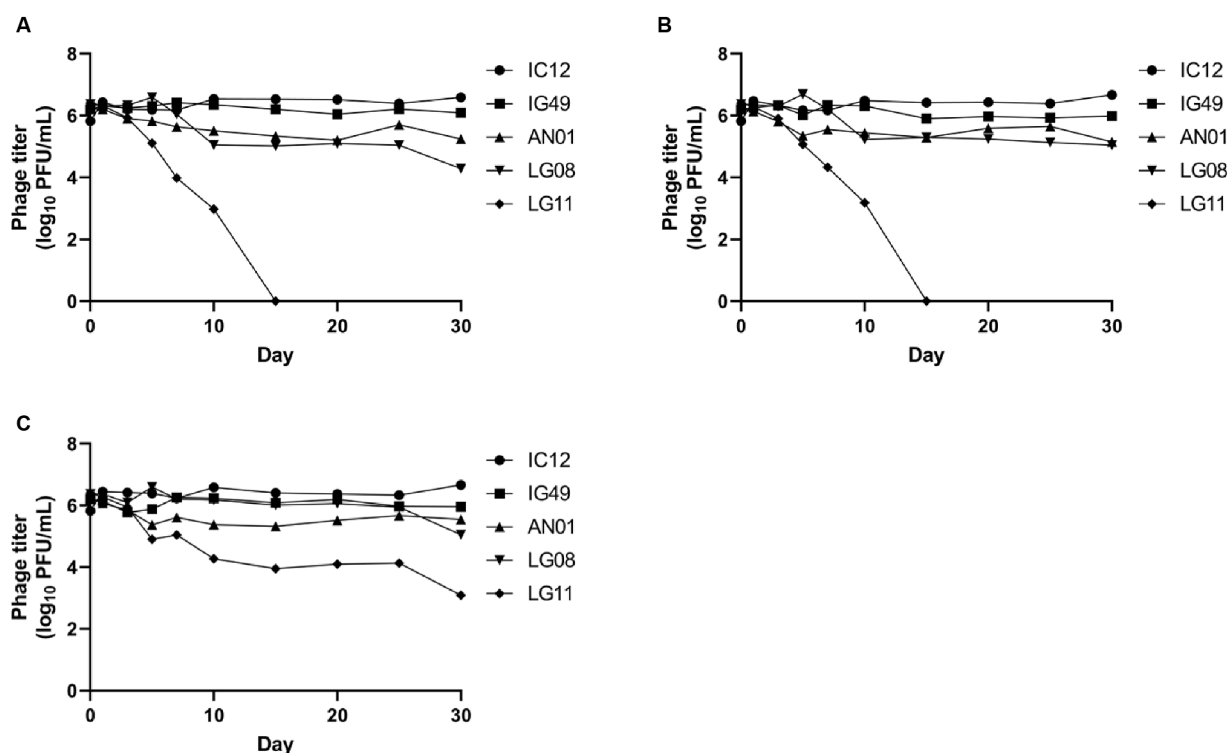 A
Phage titer
(log10 PFU/mL)
8
6
4
2
0
0 10 20 30
Day
IC12
IG49
AN01
LG08
LG11
B
Phage titer
(log10 PFU/mL)
8
6
4
2
0
0 10 20 30
Day
IC12
IG49
AN01
LG08
LG11
C
Phage titer
(log10 PFU/mL)
8
6
4
2
0
0 10 20 30
Day
IC12
IG49
AN01
LG08
LG11